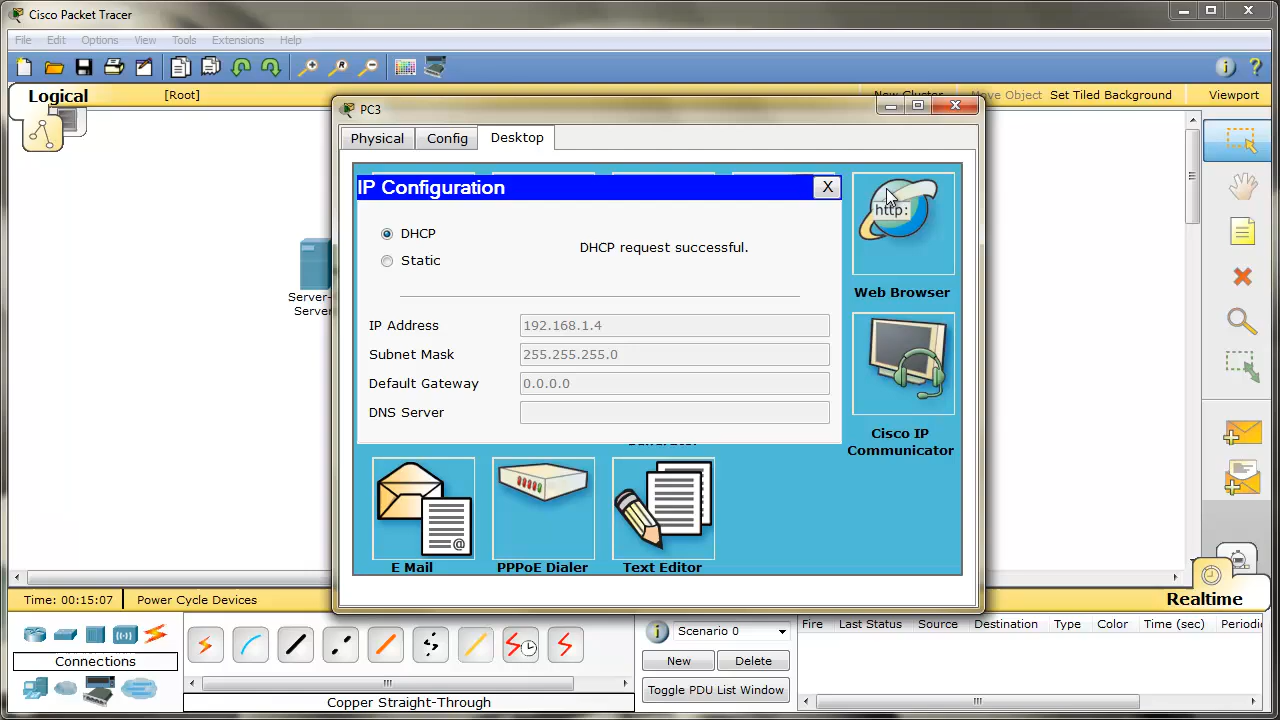 Cisco Packet Tracer
File Edit Options View Tools Extensions Help
Logical [Root] New Cluster Move Object Set Tiled Background Viewport
PC3
Physical Config Desktop
IP Configuration X
http:
DHCP
DHCP request successful.
Static
Web Browser
IP Address 192.168.1.4
Subnet Mask 255.255.255.0
Default Gateway 0.0.0.0
DNS Server
Server-
Server
Cisco IP
Communicator
@
E Mail PPPoE Dialer Text Editor
Time: 00:15:07 Power Cycle Devices Realtime
Scenario 0
Fire Last Status Source Destination Type Color Time (sec) Periodi
Connections
New Delete
Toggle PDU List Window
Copper Straight-Through